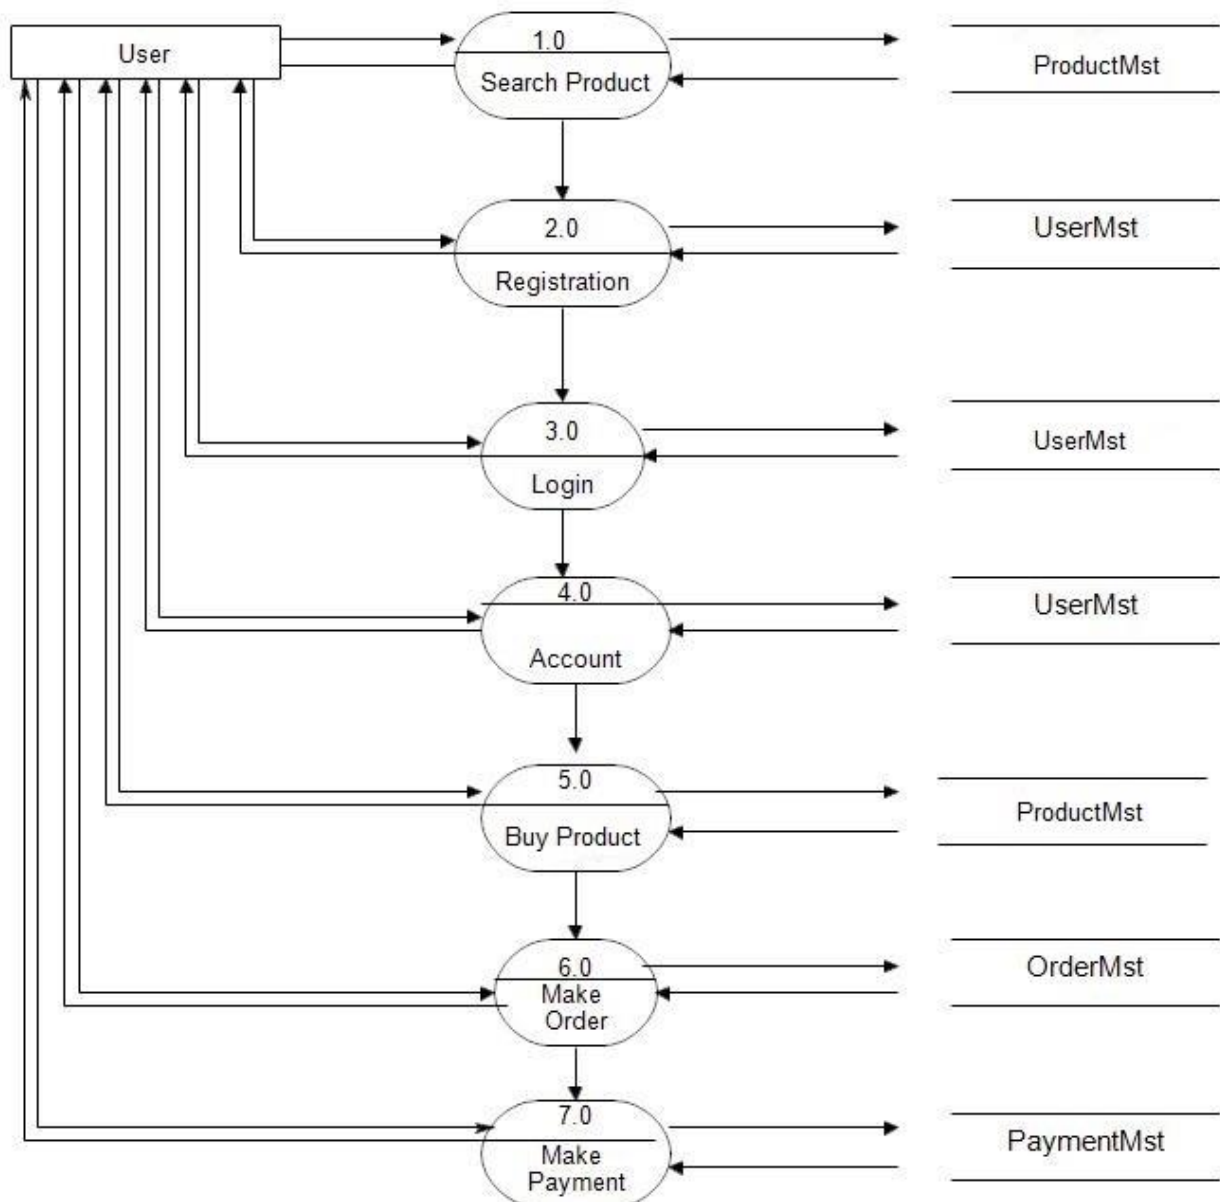 User
1.0
Search Product
ProductMst
2.0
Registration
UserMst
3.0
Login
UserMst
4.0
Account
UserMst
5.0
Buy Product
ProductMst
6.0
Make
Order
OrderMst
7.0
Make
Payment
PaymentMst